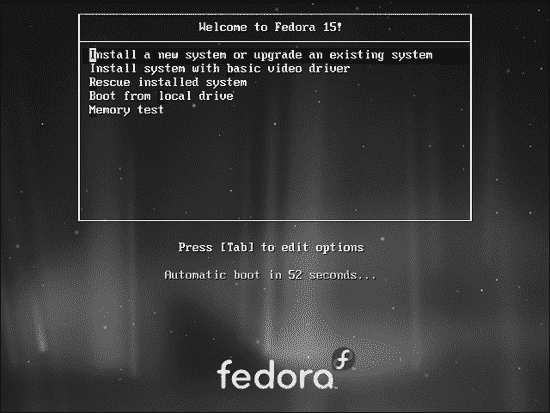 Welcome to Fedora 15!
Install a new system or upgrade an existing system
Install system with basic video driver
Rescue installed system
Boot from local drive
Memory test
Press [Tab] to edit options
Automatic boot in 52 seconds...
fedora